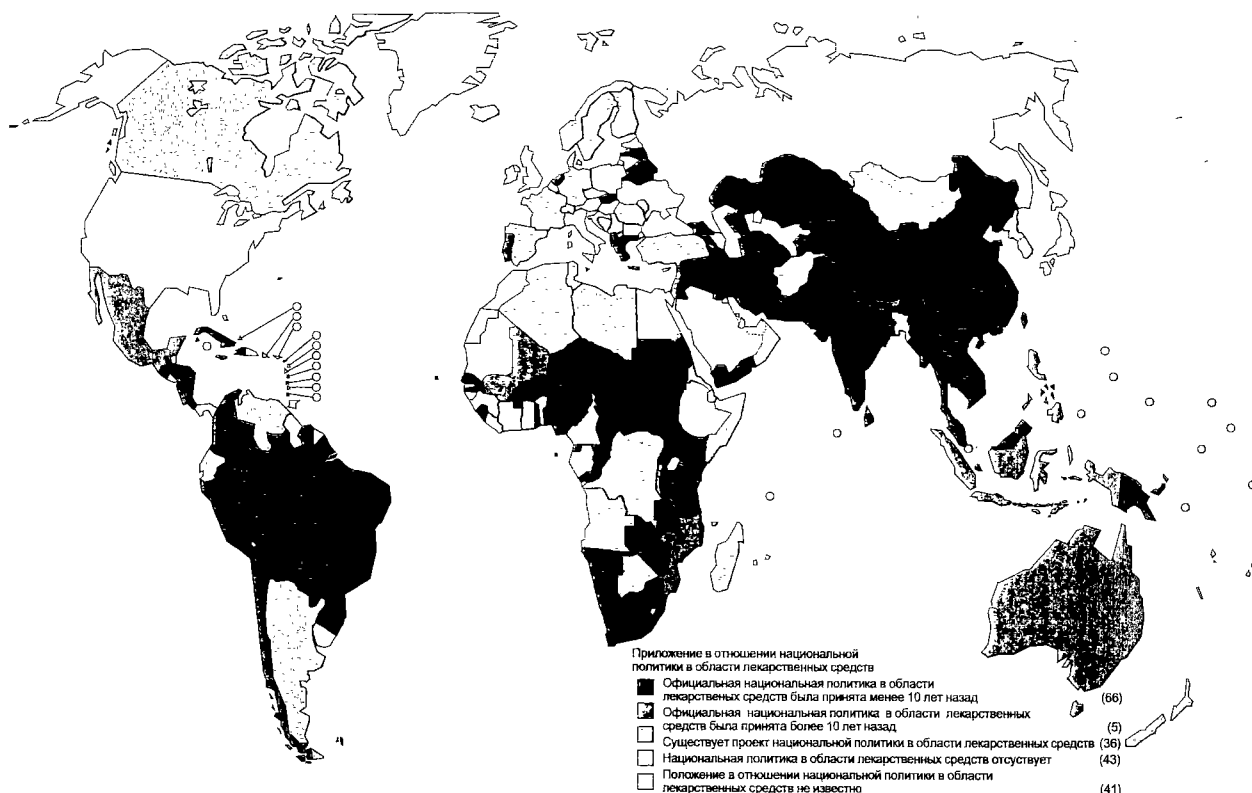 Приложение в отношении национальной
политики в области лекарственных средств
Официальная национальная политика в области
лекарственых средств была принята менее 10 лет назад (66)
Официальная национальная политика в области лекарственных
средств была принята более 10 лет назад (5)
Существует проект национальной политики в области лекарственных средств (36)
Национальная политика в области лекарственных средств отсуствует (43)
Положение в отношении национальной политики в области
лекарственных средств не известно (41)